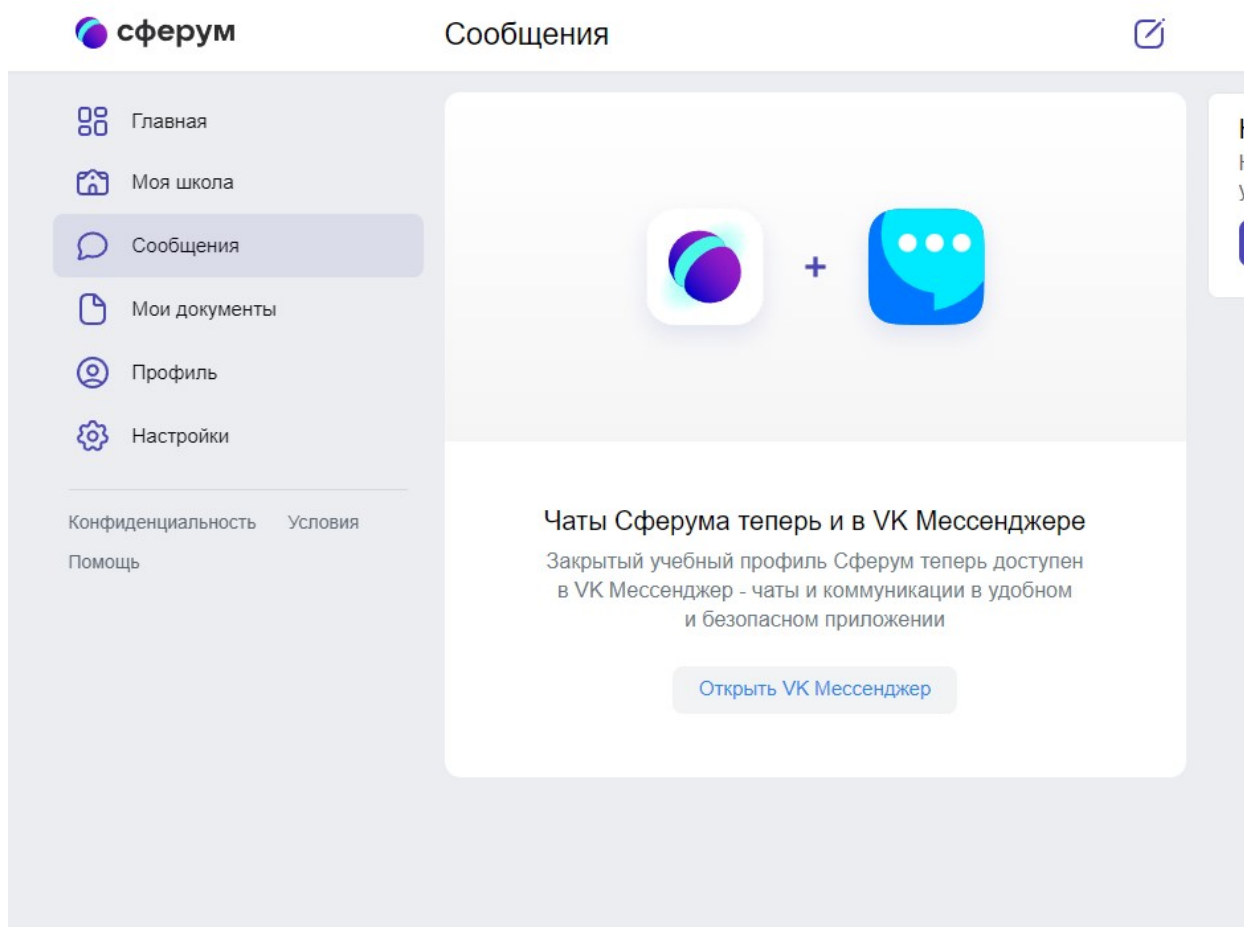 сферум
Сообщения
Главная
Моя школа
Сообщения
Мои документы
Профиль
Настройки
Конфиденциальность Условия
Помощь
Чаты Сферума теперь и в VK Мессенджере
Закрытый учебный профиль Сферум теперь доступен
в VK Мессенджер - чаты и коммуникации в удобном
и безопасном приложении
Открыть VK Мессенджер